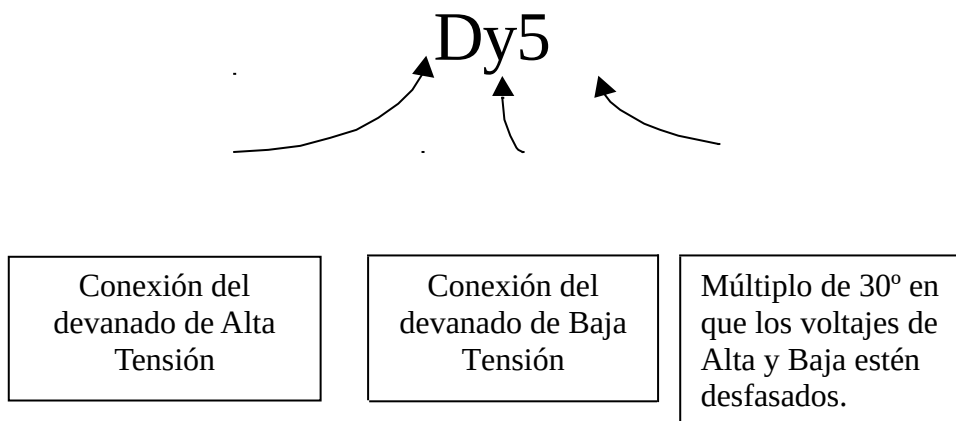 Dy5
Conexión del
devanado de Alta
Tensión
Conexión del
devanado de Baja
Tensión
Múltiplo de 30º en
que los voltajes de
Alta y Baja estén
desfasados.